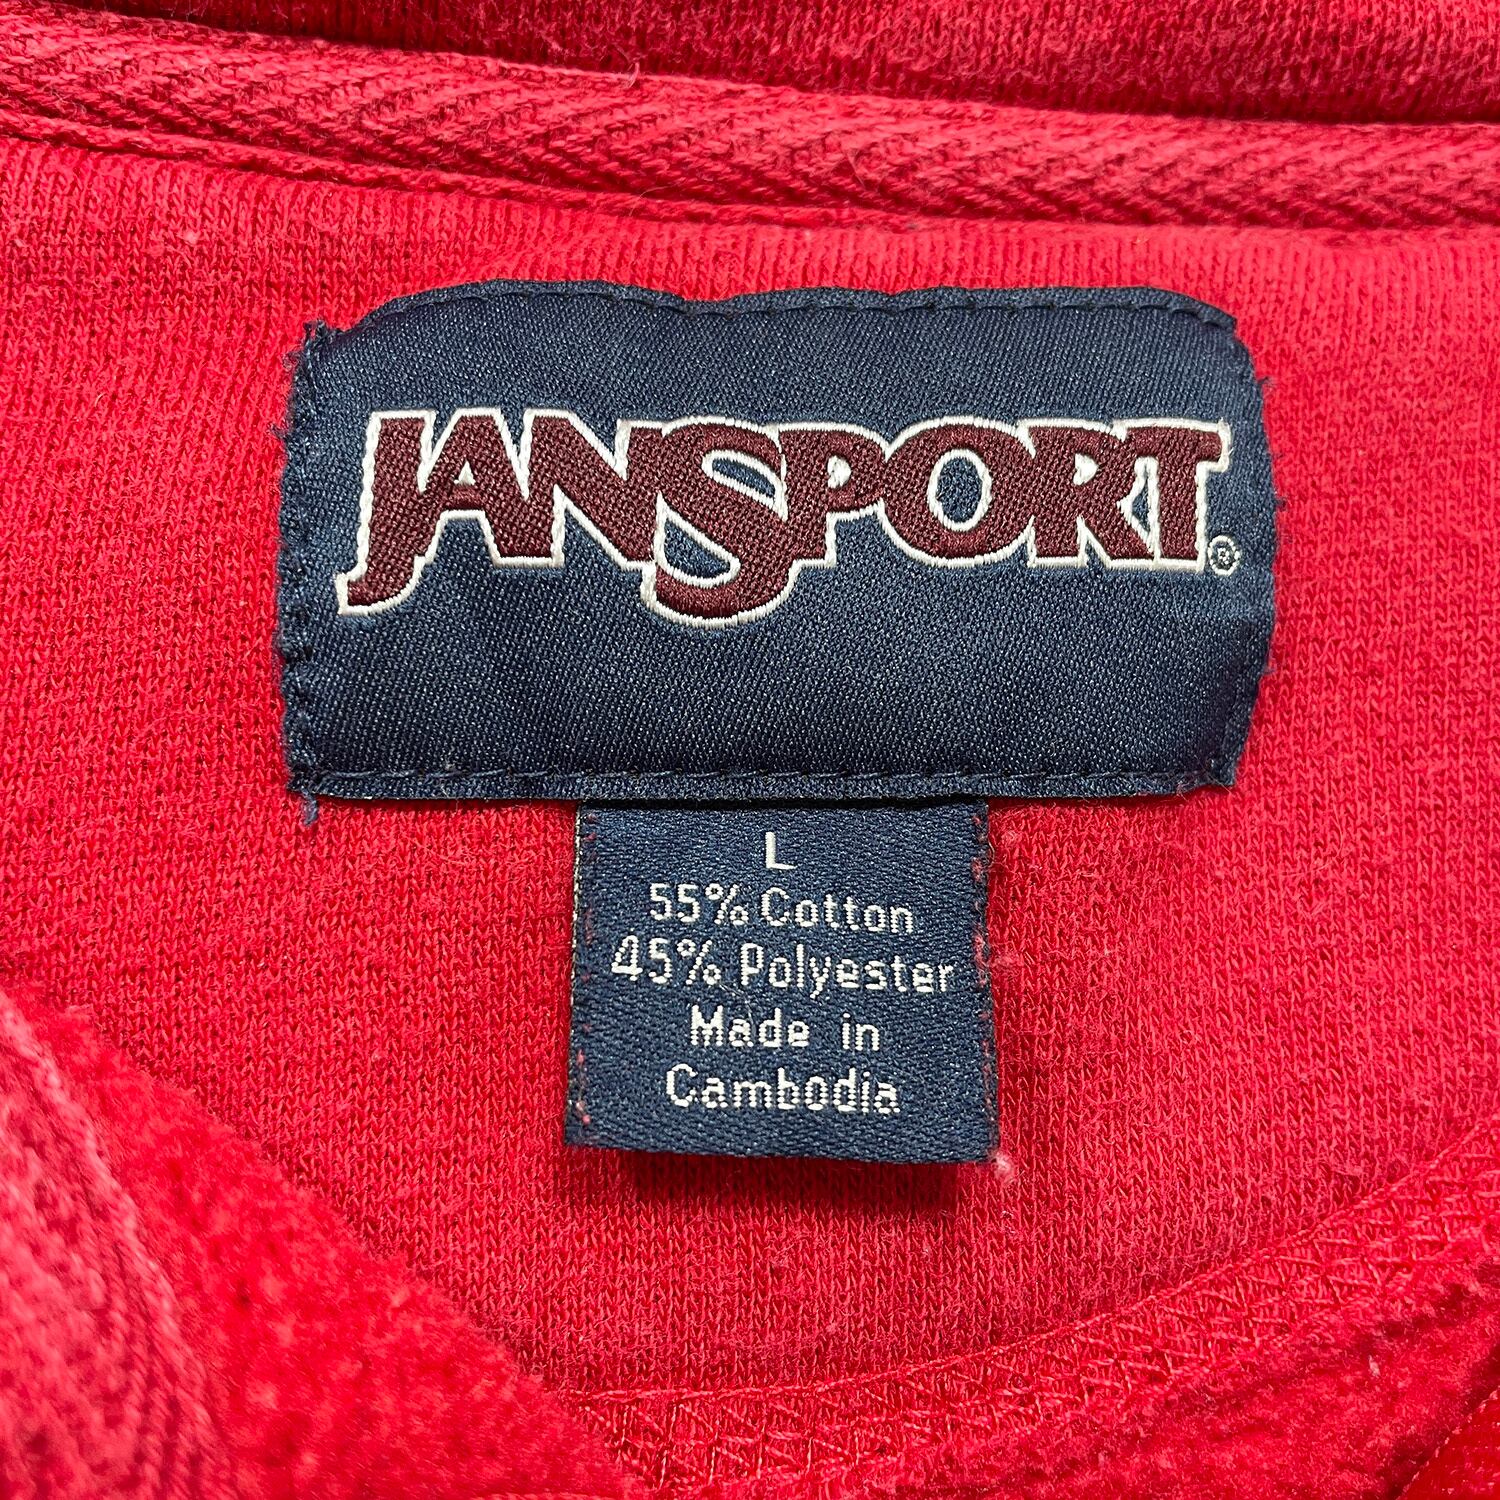 JANSPORT®
L
55% Cotton
45% Polyester
Made in
Cambodia